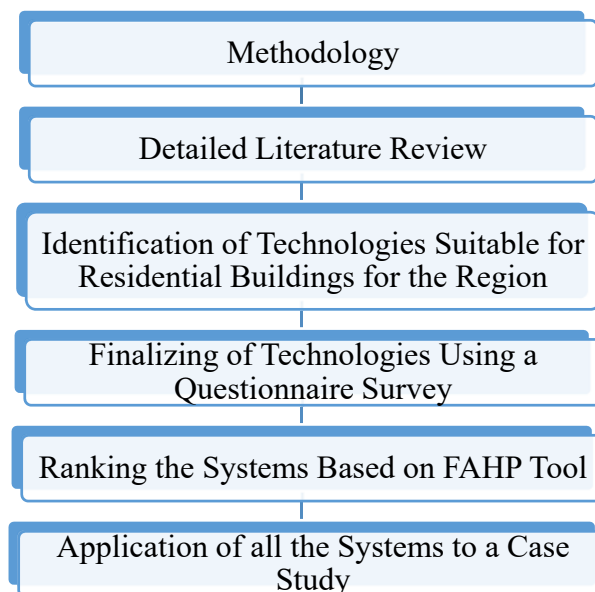 Methodology
Detailed Literature Review
Identification of Technologies Suitable for
Residential Buildings for the Region
Finalizing of Technologies Using a
Questionnaire Survey
Ranking the Systems Based on FAHP Tool
Application of all the Systems to a Case
Study